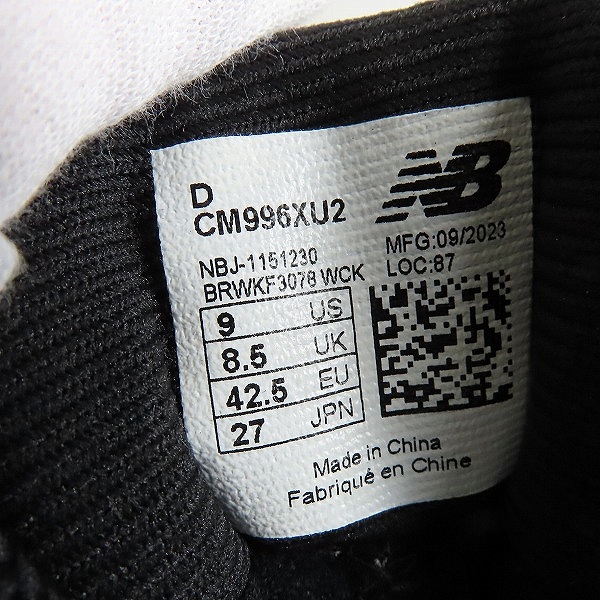 D
CM996XU2
NB
NBJ-1151230
BRWKF3078 WCK
MFG:09/2023
LOC:87
9 US
8.5 UK
42.5 EU
27 JPN
Made in China
Fabriqué en Chine